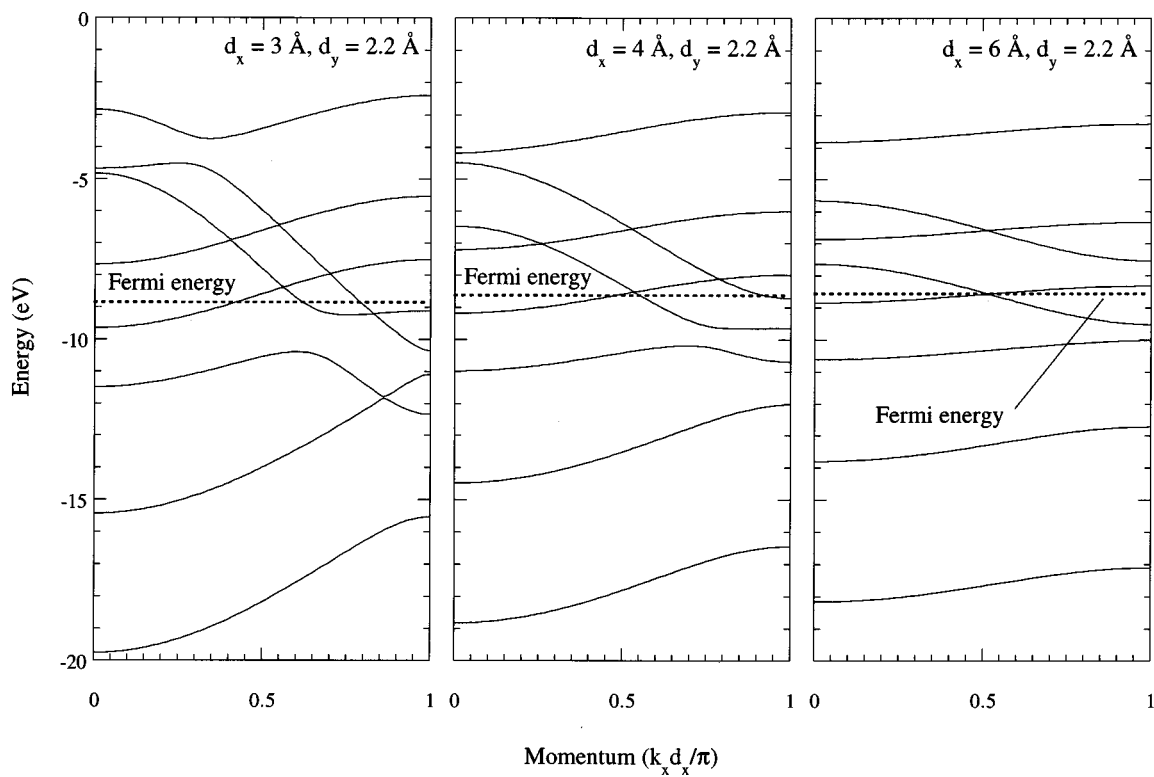 d_x = 3 Å, d_y = 2.2 Å
d_x = 4 Å, d_y = 2.2 Å
d_x = 6 Å, d_y = 2.2 Å
0
-5
-10
-15
-20
Energy (eV)
Fermi energy
Fermi energy
Fermi energy
0 0.5 1
0 0.5 1
0 0.5 1
Momentum (k_x d_x/π)